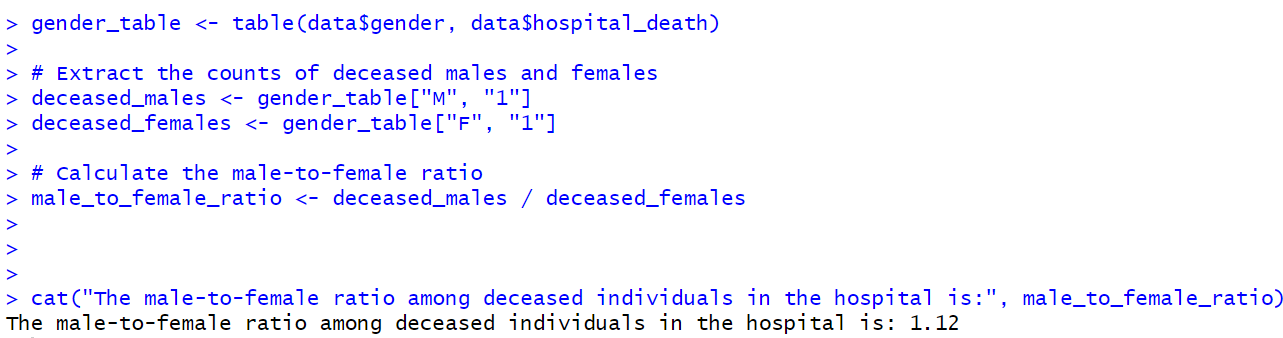 > gender_table <- table(data$gender, data$hospital_death)
>
> # Extract the counts of deceased males and females
> deceased_males <- gender_table["M", "1"]
> deceased_females <- gender_table["F", "1"]
>
> # Calculate the male-to-female ratio
> male_to_female_ratio <- deceased_males / deceased_females
>
>
>
> cat("The male-to-female ratio among deceased individuals in the hospital is:", male_to_female_ratio)
The male-to-female ratio among deceased individuals in the hospital is: 1.12